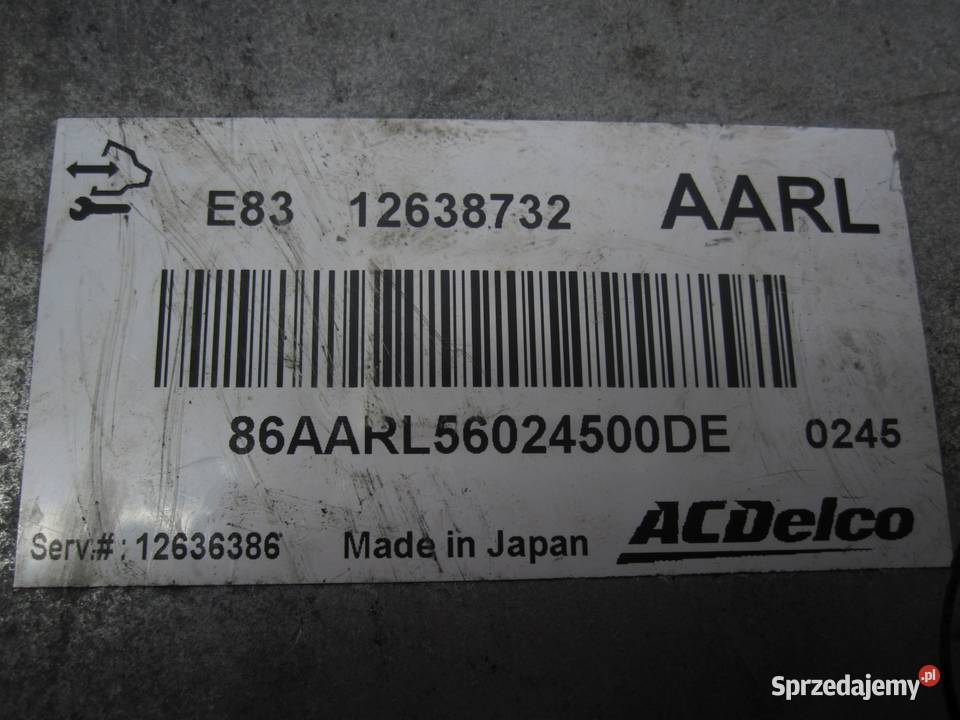 E83 12638732 AARL
86AARL56024500DE 0245
Serv.#: 12636386 Made in Japan ACDelco
Sprzedajemy.pl